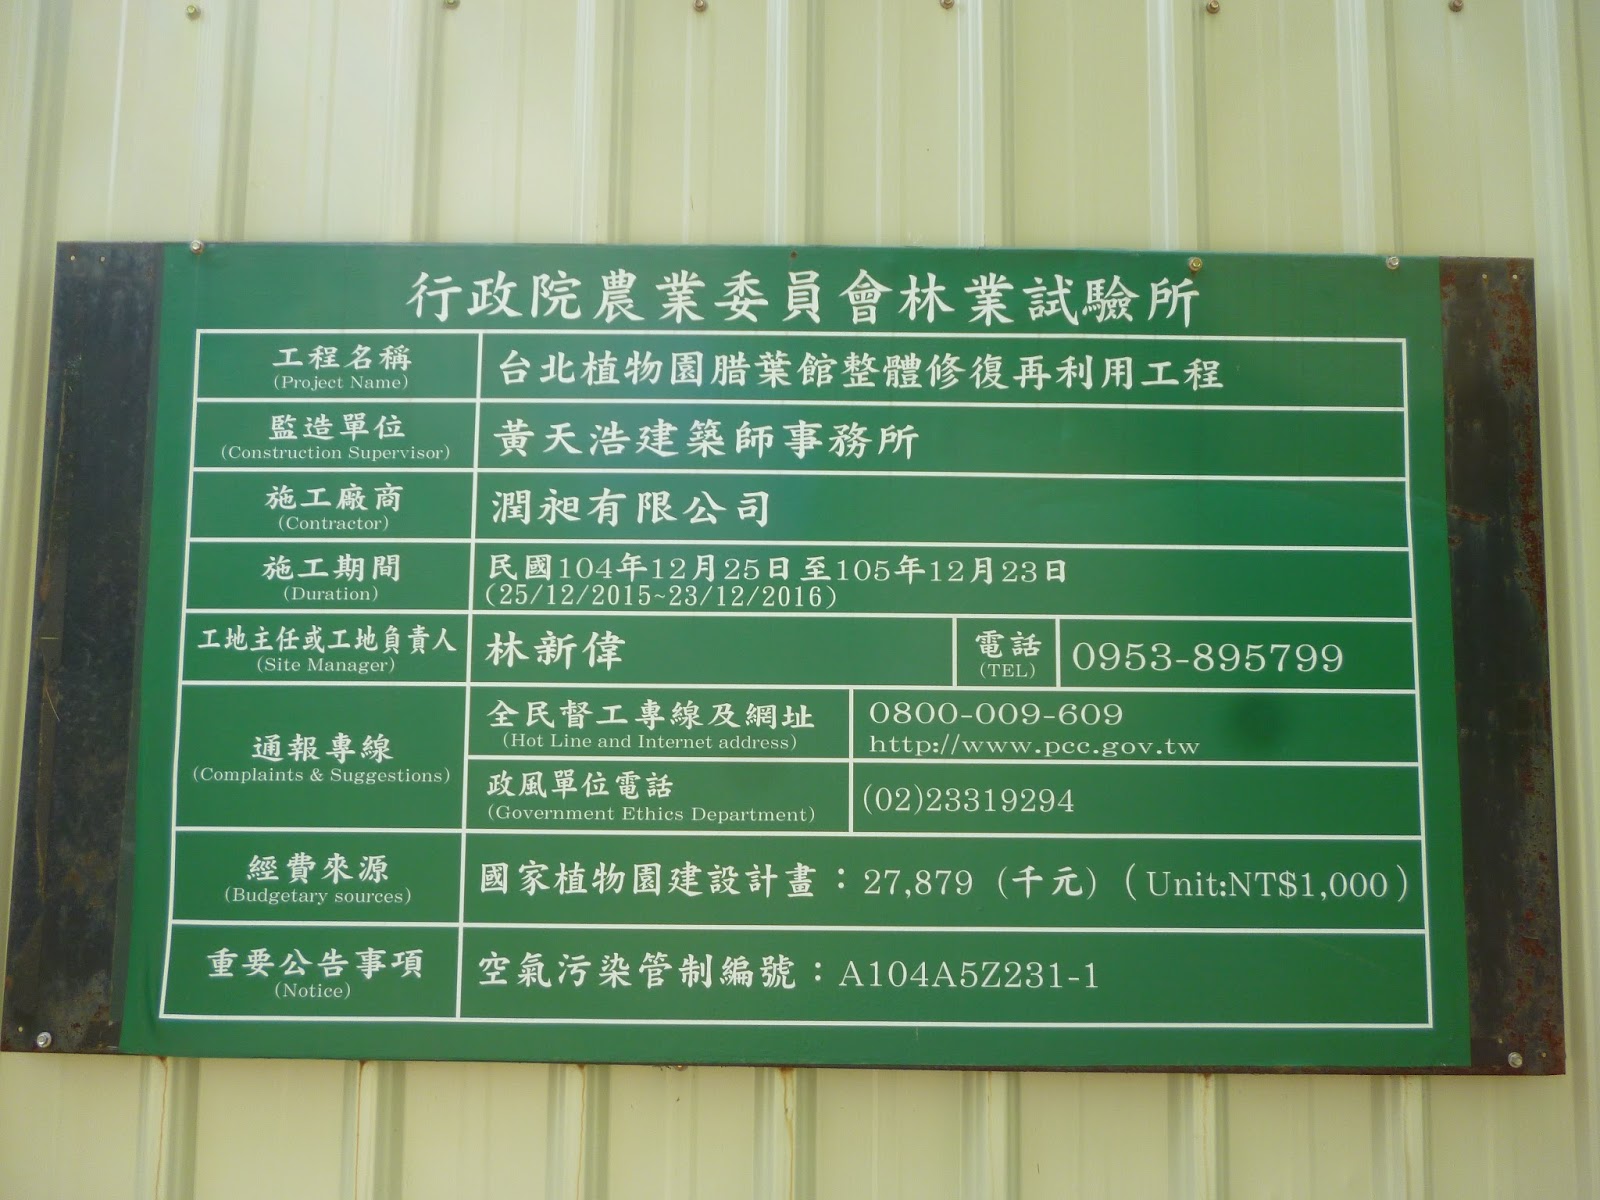 行政院農業委員會林業試驗所
工程名稱
(Project Name)
台北植物園腊葉館整體修復再利用工程
監造單位
(Construction Supervisor)
黃天浩建築師事務所
施工廠商
(Contractor)
潤昶有限公司
施工期間
(Duration)
民國104年12月25日至105年12月23日
(25/12/2015~23/12/2016)
工地主任或工地負責人
(Site Manager)
林新偉
電話
(TEL)
0953-895799
通報專線
(Complaints & Suggestions)
全民督工專線及網址
(Hot Line and Internet address)
0800-009-609
http://www.pcc.gov.tw
政風單位電話
(Government Ethics Department)
(02)23319294
經費來源
(Budgetary sources)
國家植物園建設計畫：27,879 (千元) (Unit:NT$1,000)
重要公告事項
(Notice)
空氣污染管制編號：A104A5Z231-1